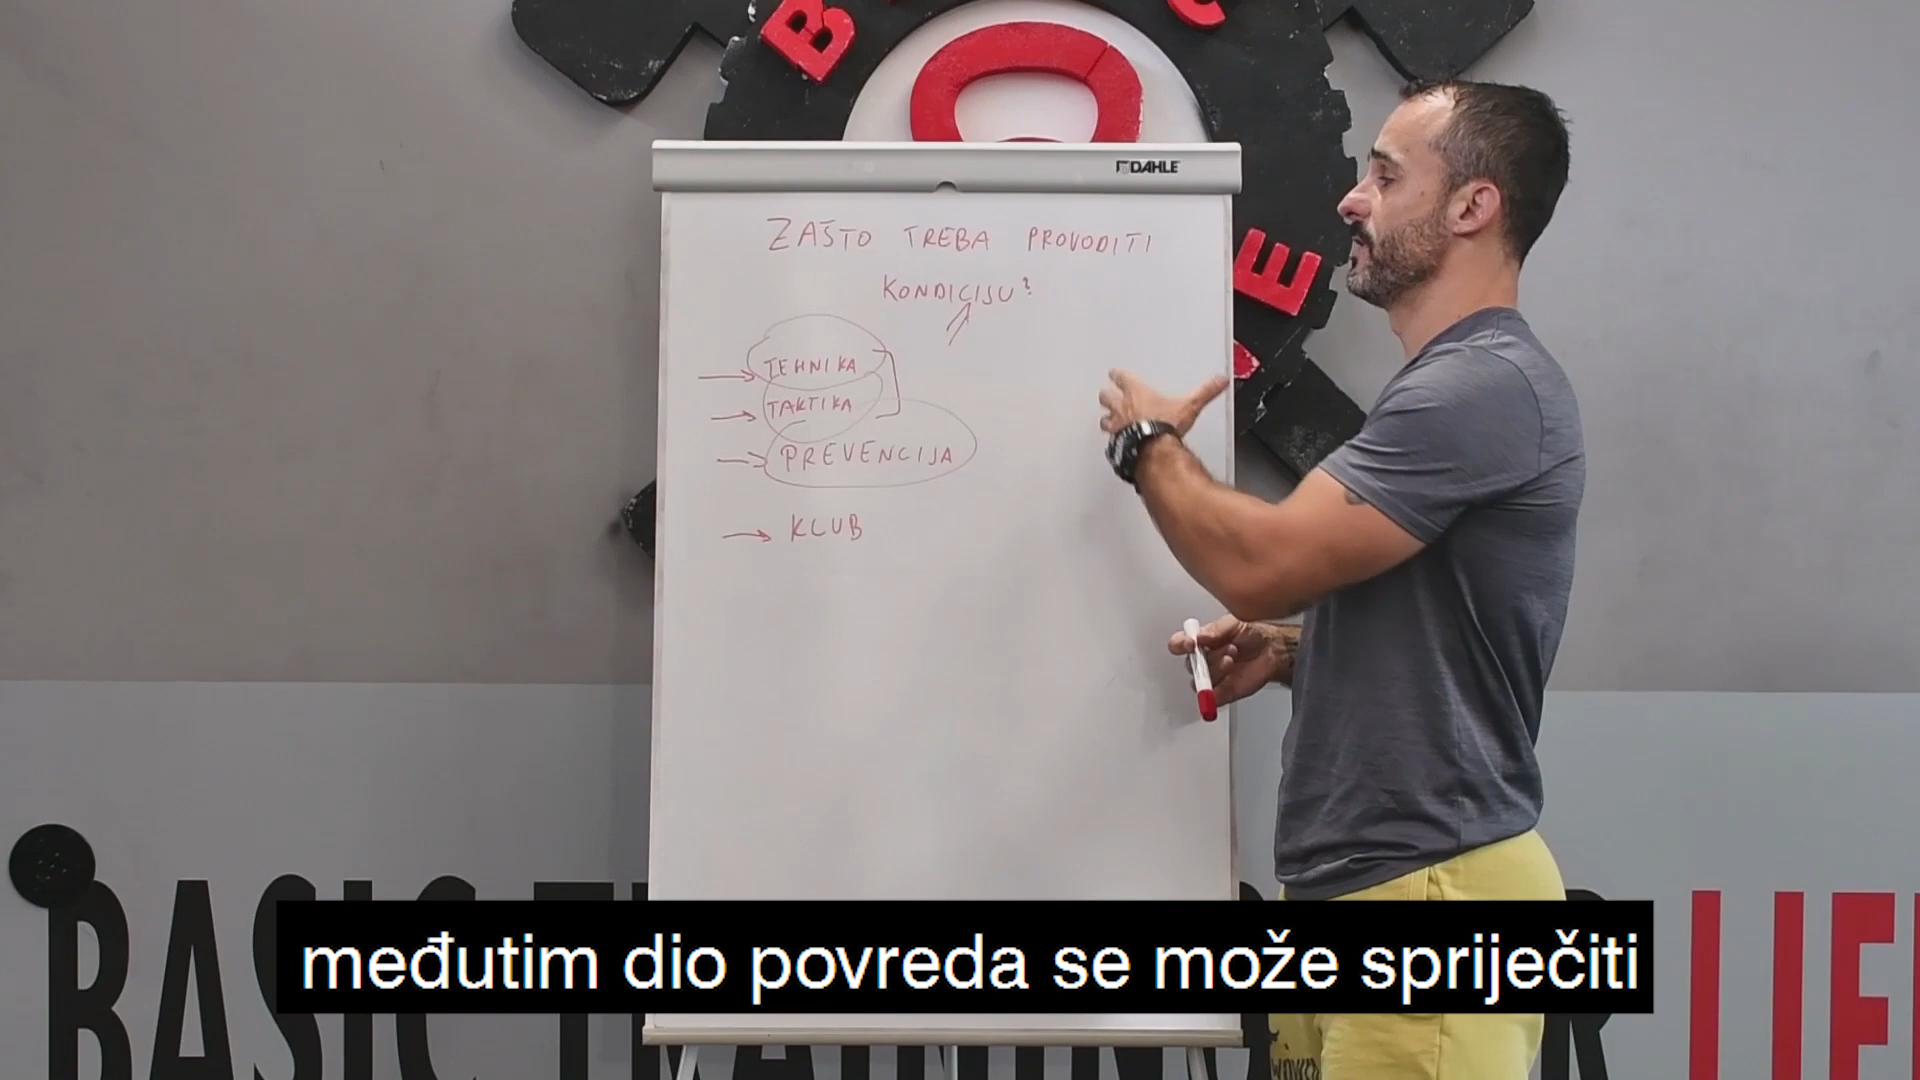 DAHLE
ZAŠTO TREBA PROVODITI
KONDICIJU?
TEHNIKA
TAKTIKA
PREVENCIJA
KLUB
međutim dio povreda se može spriječiti
BASIC